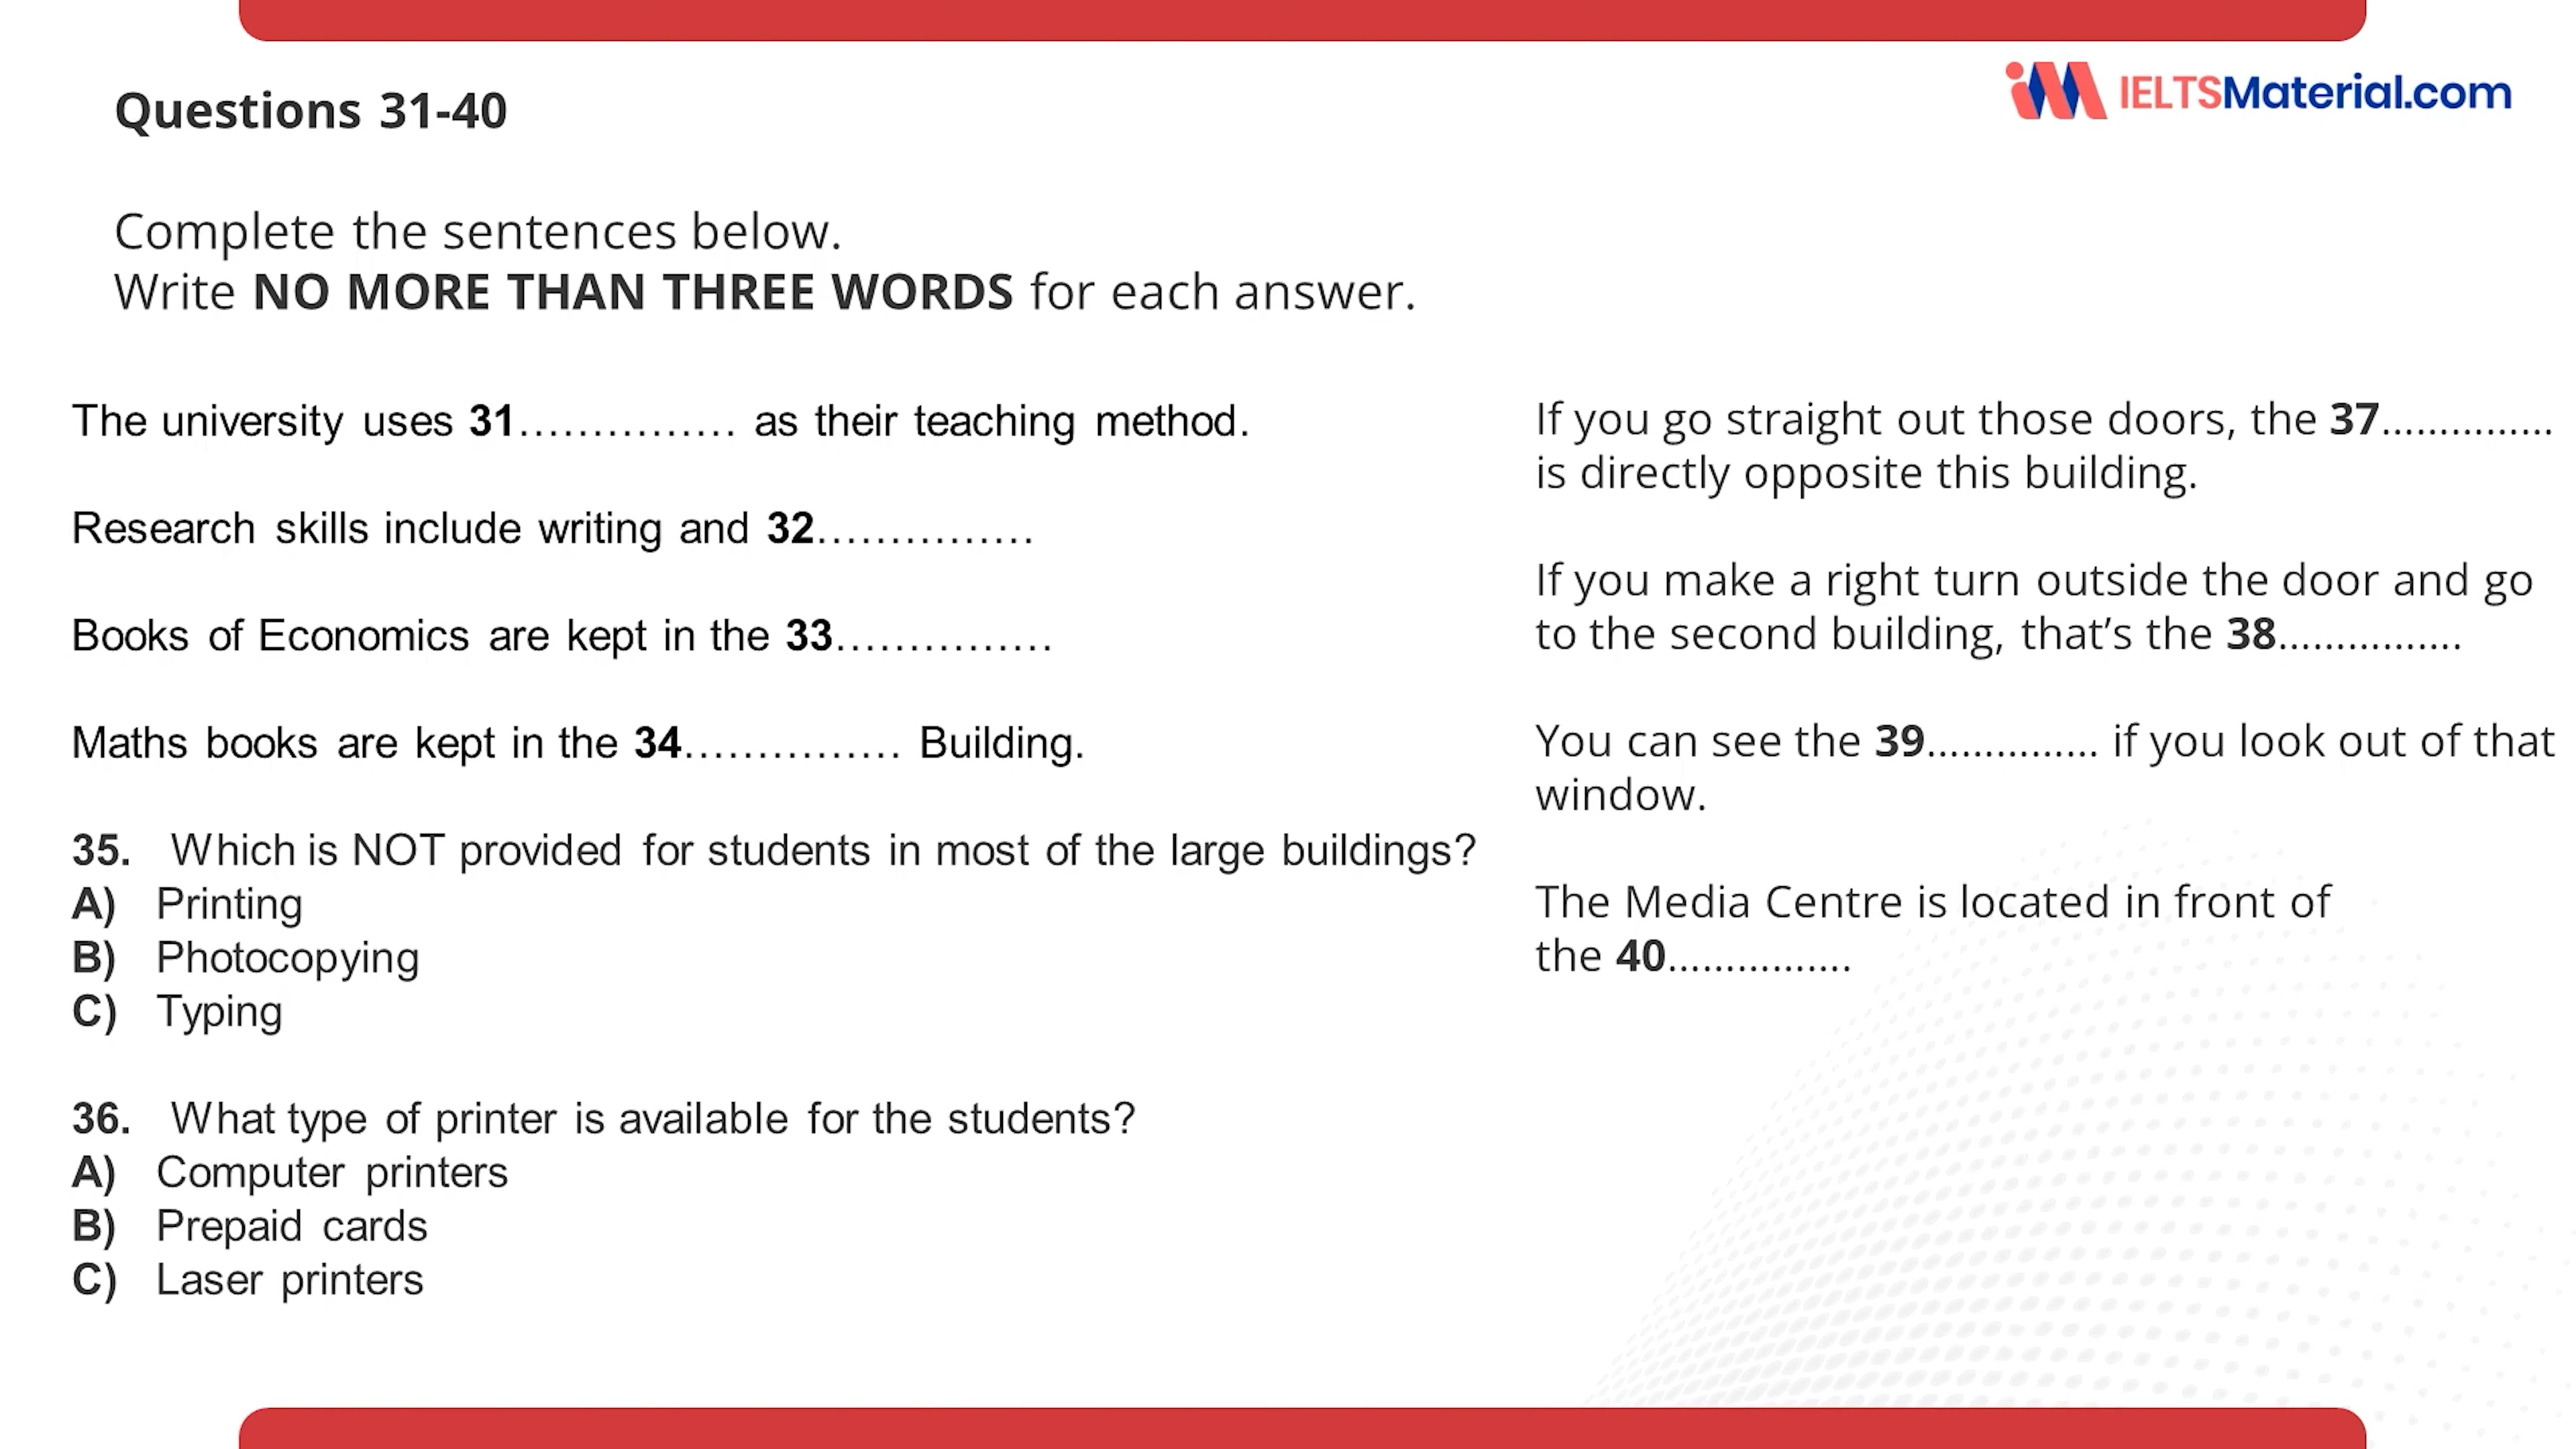 IELTSMaterial.com
Questions 31-40
Complete the sentences below.
Write NO MORE THAN THREE WORDS for each answer.
The university uses 31............... as their teaching method.
Research skills include writing and 32...............
Books of Economics are kept in the 33...............
Maths books are kept in the 34............... Building.
35. Which is NOT provided for students in most of the large buildings?
A) Printing
B) Photocopying
C) Typing
36. What type of printer is available for the students?
A) Computer printers
B) Prepaid cards
C) Laser printers
If you go straight out those doors, the 37...............
is directly opposite this building.
If you make a right turn outside the door and go
to the second building, that’s the 38................
You can see the 39............... if you look out of that
window.
The Media Centre is located in front of
the 40................